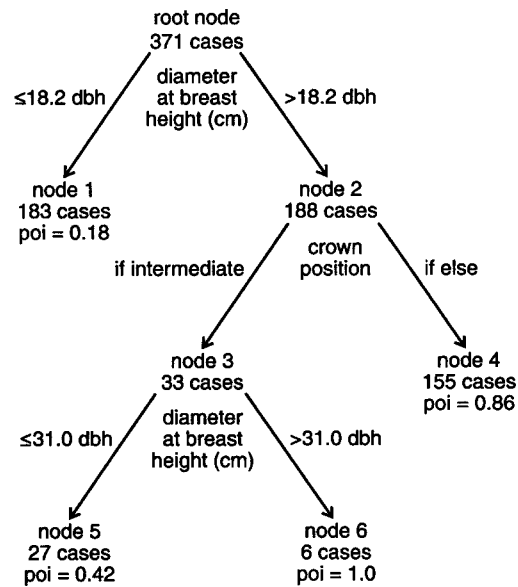 root node
371 cases
≤18.2 dbh
diameter
at breast
height (cm)
>18.2 dbh
node 1
183 cases
poi = 0.18
node 2
188 cases
if intermediate
crown
position
if else
node 3
33 cases
node 4
155 cases
poi = 0.86
≤31.0 dbh
diameter
at breast
height (cm)
>31.0 dbh
node 5
27 cases
poi = 0.42
node 6
6 cases
poi = 1.0